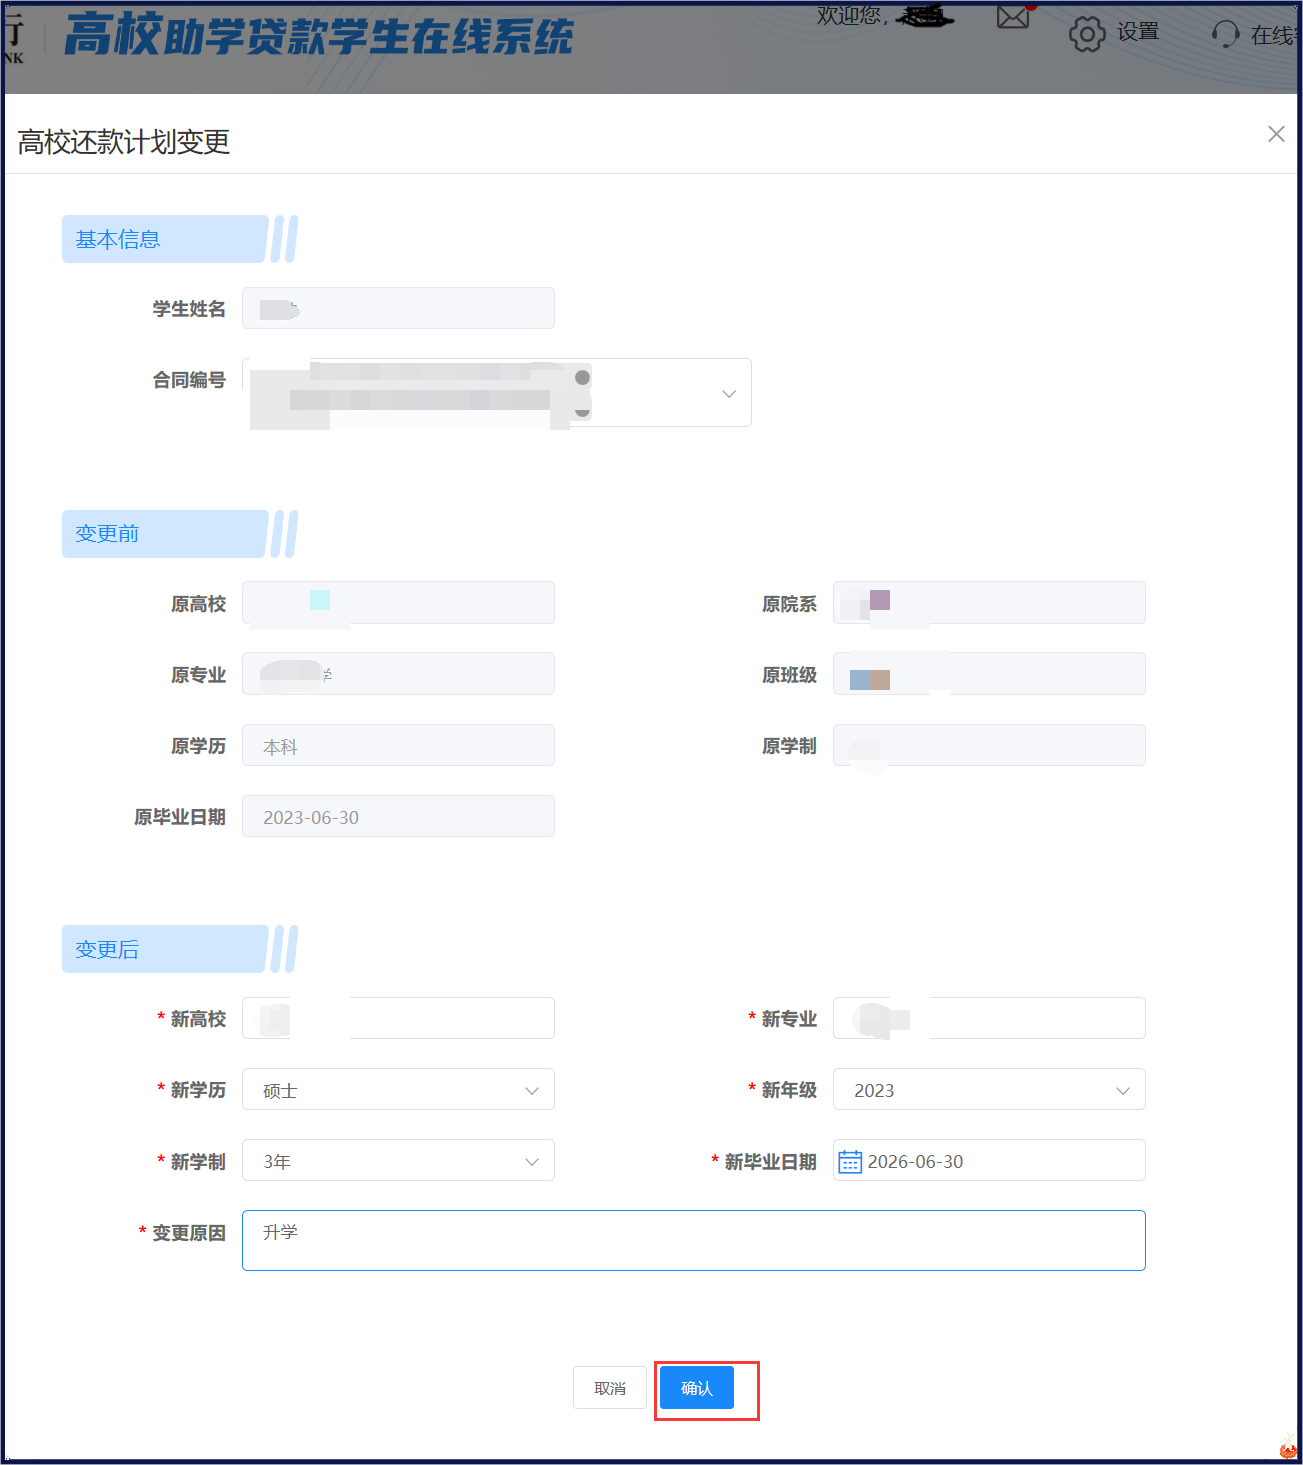 行
NK
高校助学贷款学生在线系统
欢迎您,
设置
在线
高校还款计划变更
基本信息
学生姓名
合同编号
变更前
原高校
原院系
原专业
学
原班级
原学历
本科
原学制
原毕业日期
2023-06-30
变更后
* 新高校
* 新专业
* 新学历
硕士
* 新年级
2023
* 新学制
3年
* 新毕业日期
2026-06-30
* 变更原因
升学
取消
确认